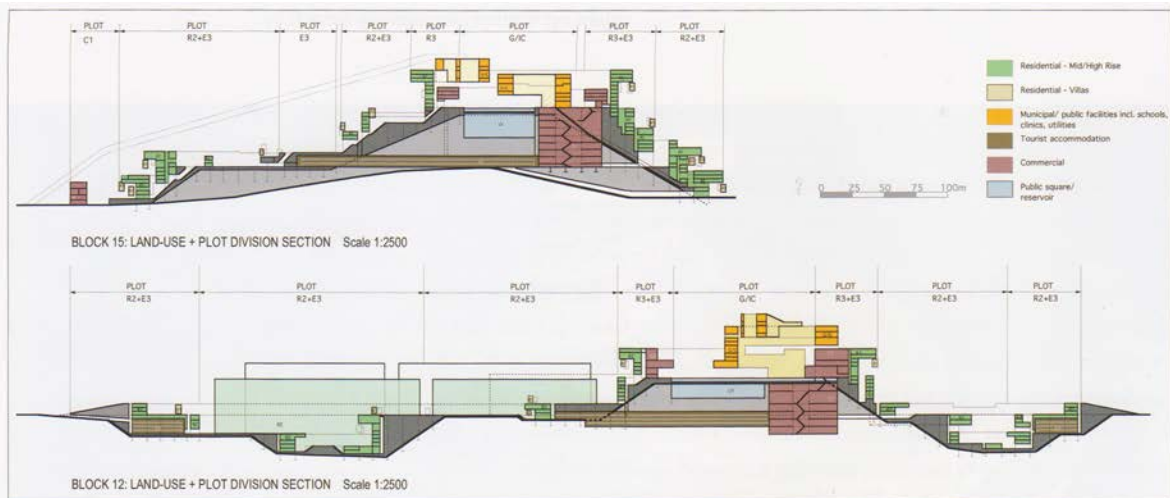 PLOT PLOT PLOT PLOT PLOT PLOT PLOT PLOT
C1 R2+E3 E3 R2+E3 R3 G/IC R3+E3 R2+E3
Residential - Mid/High Rise
Residential - Villas
Municipal/ public facilities incl. schools,
clinics, utilities
Tourist accommodation
Commercial
Public square/
reservoir
0 25 50 75 100m
BLOCK 15: LAND-USE + PLOT DIVISION SECTION Scale 1:2500
PLOT PLOT PLOT PLOT PLOT PLOT PLOT PLOT
R2+E3 R2+E3 R2+E3 R3+E3 G/IC R3+E3 R2+E3 R2+E3
BLOCK 12: LAND-USE + PLOT DIVISION SECTION Scale 1:2500